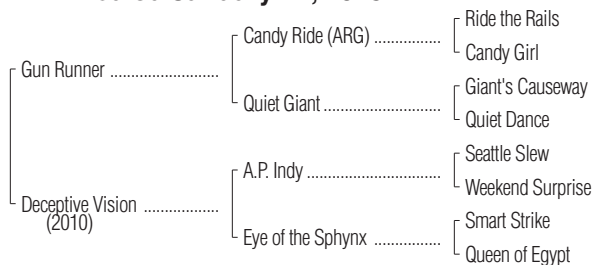 Ride the Rails
Candy Ride (ARG) ................
Candy Girl
Gun Runner ......................
Giant's Causeway
Quiet Giant ........................
Quiet Dance
Seattle Slew
A.P. Indy ...........................
Weekend Surprise
Deceptive Vision ...............
(2010)
Smart Strike
Eye of the Sphynx .............
Queen of Egypt